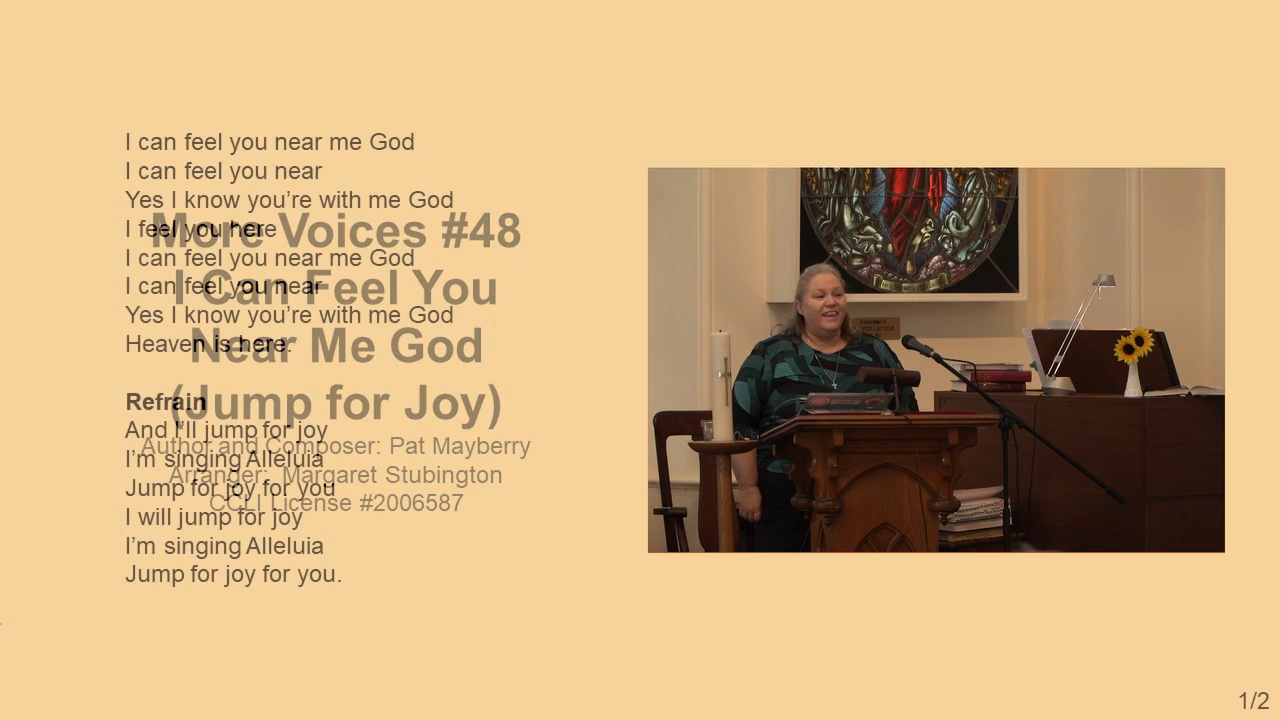 I can feel you near me God
I can feel you near
Yes I know you’re with me God
I feel you here
I can feel you near me God
I can feel you near
Yes I know you’re with me God
Heaven is here.
Refrain
And I’ll jump for joy
I’m singing Alleluia
Jump for joy for you
I will jump for joy
I’m singing Alleluia
Jump for joy for you.
More Voices #48
I Can Feel You
Near Me God
(Jump for Joy)
Author and Composer: Pat Mayberry
Arranger: Margaret Stubington
CCLI License #2006587
1/2